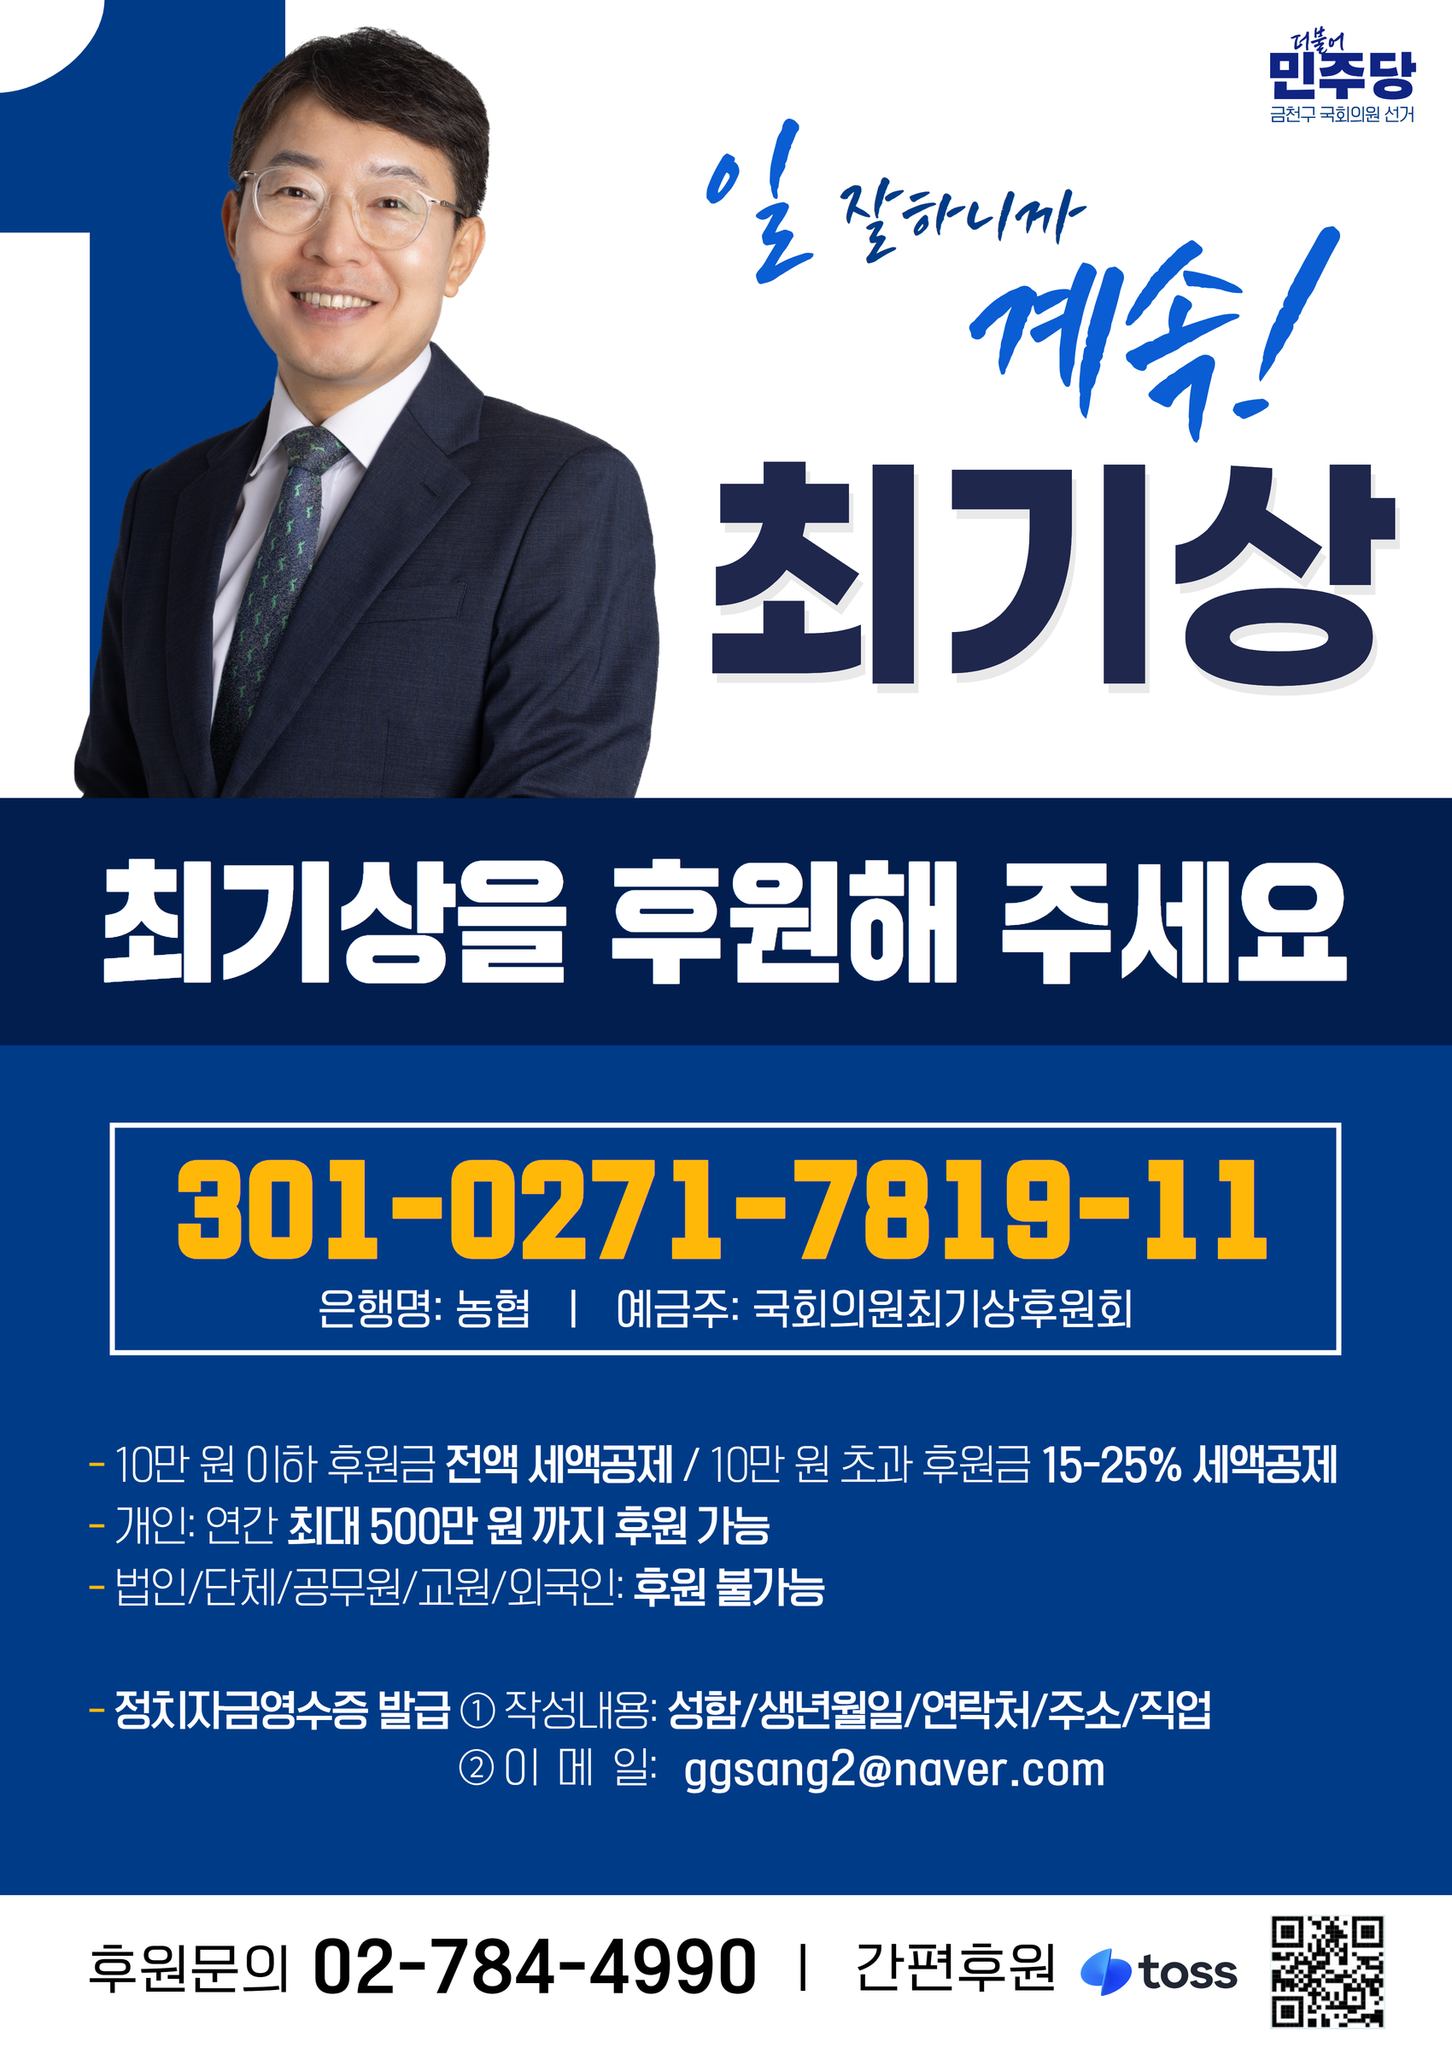 더불어
민주당
금천구 국회의원 선거
일 잘하니까
계속!
최기상
최기상을 후원해 주세요
301-0271-7819-11
은행명: 농협 | 예금주: 국회의원최기상후원회
- 10만 원 이하 후원금 전액 세액공제 / 10만 원 초과 후원금 15-25% 세액공제
- 개인: 연간 최대 500만 원 까지 후원 가능
- 법인/단체/공무원/교원/외국인: 후원 불가능
- 정치자금영수증 발급 ① 작성내용: 성함/생년월일/연락처/주소/직업
② 이 메 일: ggsang2@naver.com
후원문의 02-784-4990 | 간편후원 toss